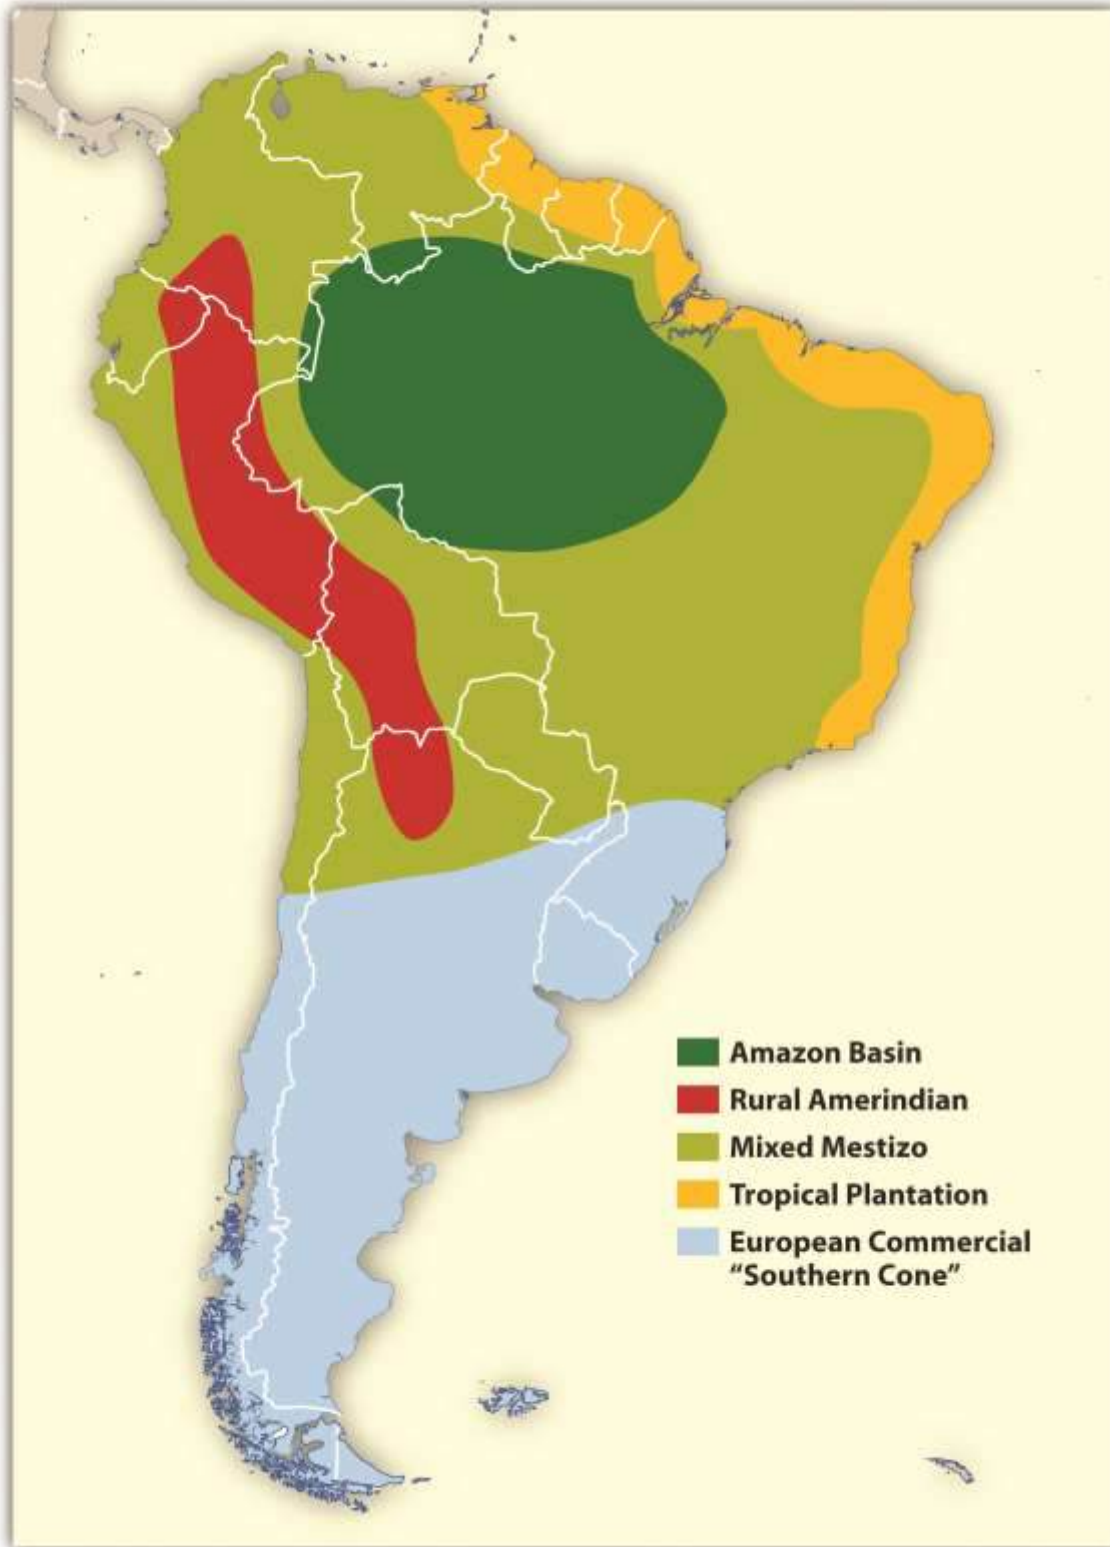 Amazon Basin
Rural Amerindian
Mixed Mestizo
Tropical Plantation
European Commercial
“Southern Cone”